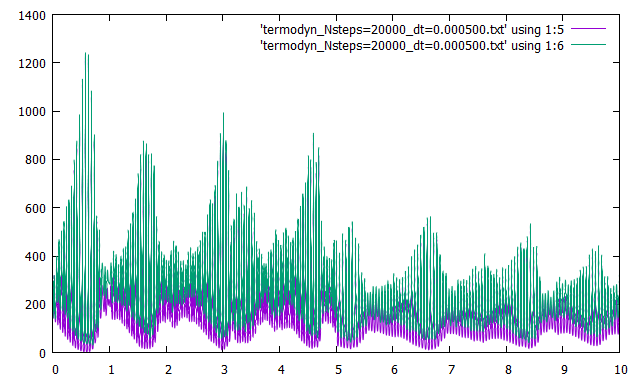 'termodyn_Nsteps=20000_dt=0.000500.txt' using 1:5
'termodyn_Nsteps=20000_dt=0.000500.txt' using 1:6
1400
1200
1000
800
600
400
200
0
0 1 2 3 4 5 6 7 8 9 10